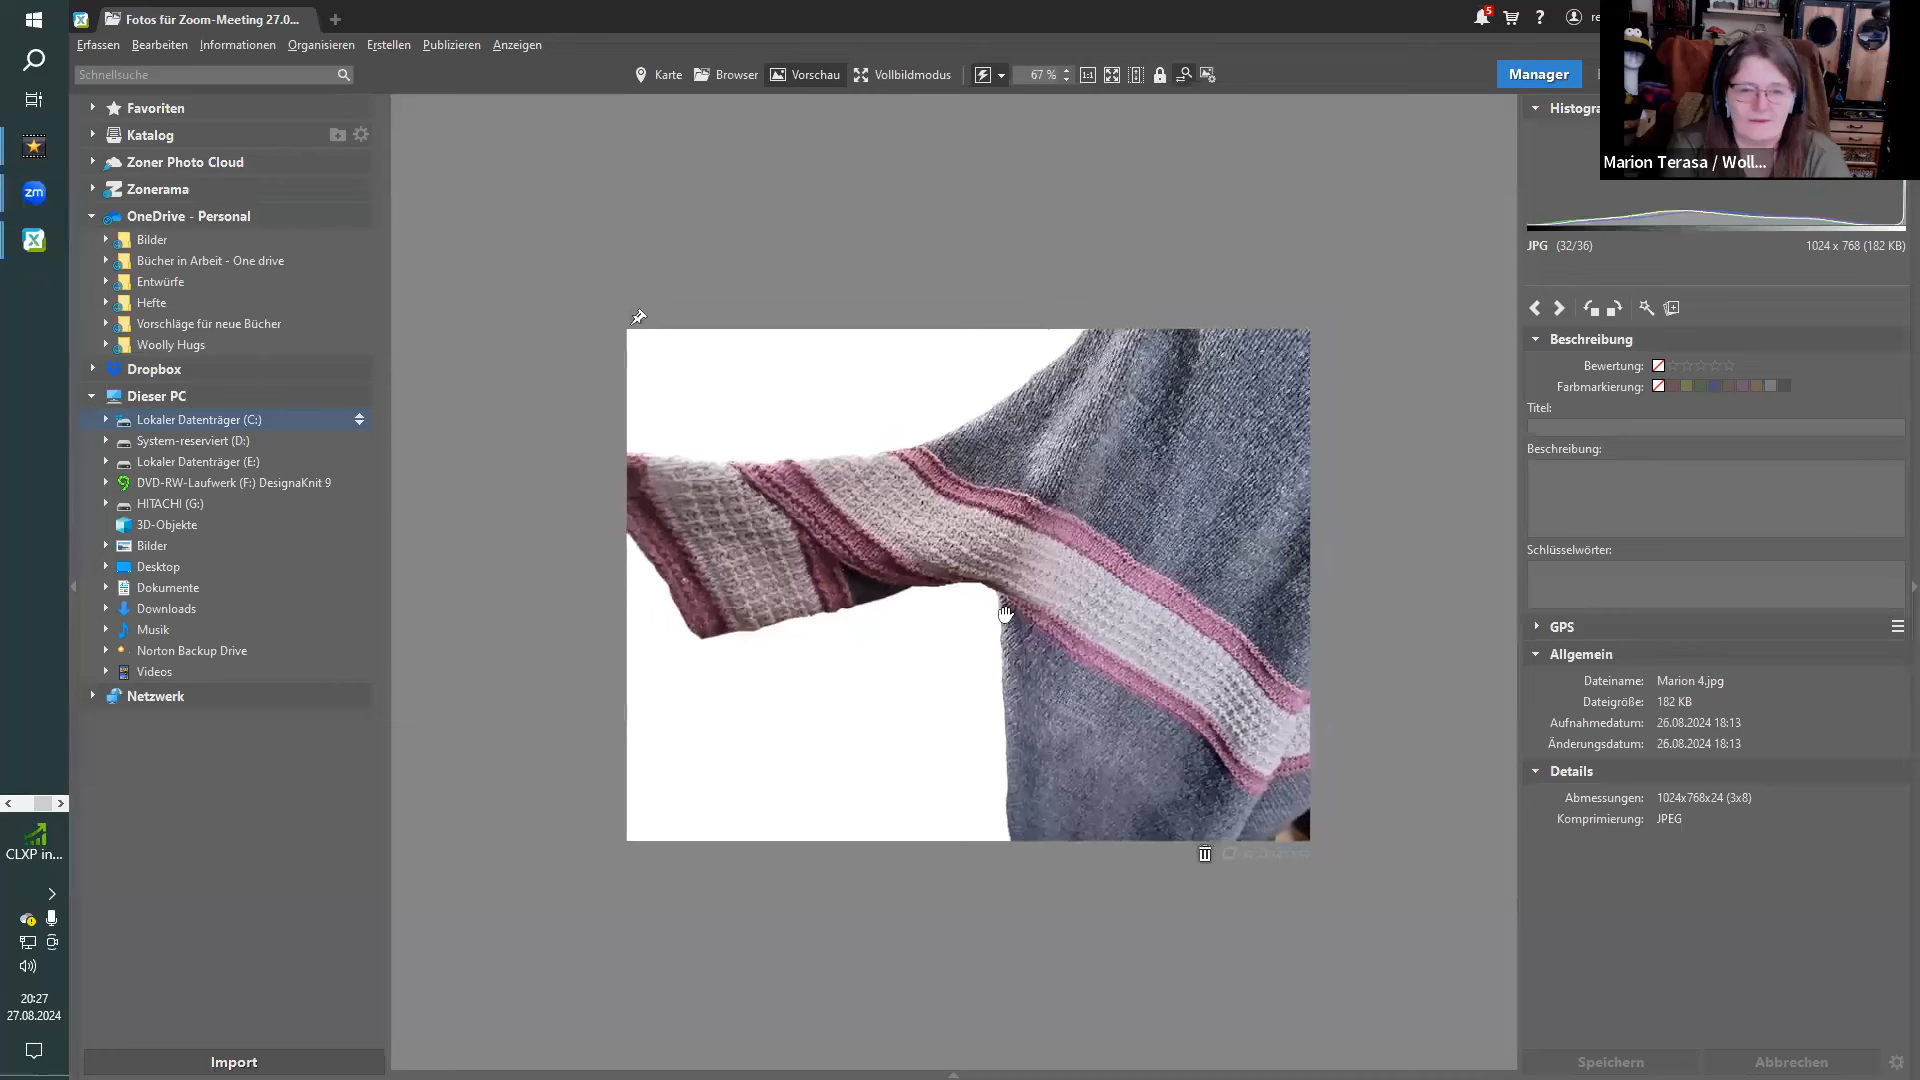 Fotos für Zoom-Meeting 27.0...
5
re
Erfassen Bearbeiten Informationen Organisieren Erstellen Publizieren Anzeigen
Schnellsuche
Karte Browser Vorschau Vollbildmodus 67 % 1:1
Manager
Marion Terasa / Woll...
Favoriten
Katalog
Zoner Photo Cloud
Zonerama
OneDrive - Personal
Bilder
Bücher in Arbeit - One drive
Entwürfe
Hefte
Vorschläge für neue Bücher
Woolly Hugs
Dropbox
Dieser PC
Lokaler Datenträger (C:)
System-reserviert (D:)
Lokaler Datenträger (E:)
DVD-RW-Laufwerk (F:) DesignaKnit 9
HITACHI (G:)
3D-Objekte
Bilder
Desktop
Dokumente
Downloads
Musik
Norton Backup Drive
Videos
Netzwerk
Import
zm
CLXP in...
20:27
27.08.2024
Histogra
JPG (32/36) 1024 x 768 (182 KB)
Beschreibung
Bewertung:
Farbmarkierung:
Titel:
Beschreibung:
Schlüsselwörter:
GPS
Allgemein
Dateiname: Marion 4.jpg
Dateigröße: 182 KB
Aufnahmedatum: 26.08.2024 18:13
Änderungsdatum: 26.08.2024 18:13
Details
Abmessungen: 1024x768x24 (3x8)
Komprimierung: JPEG
Speichern Abbrechen